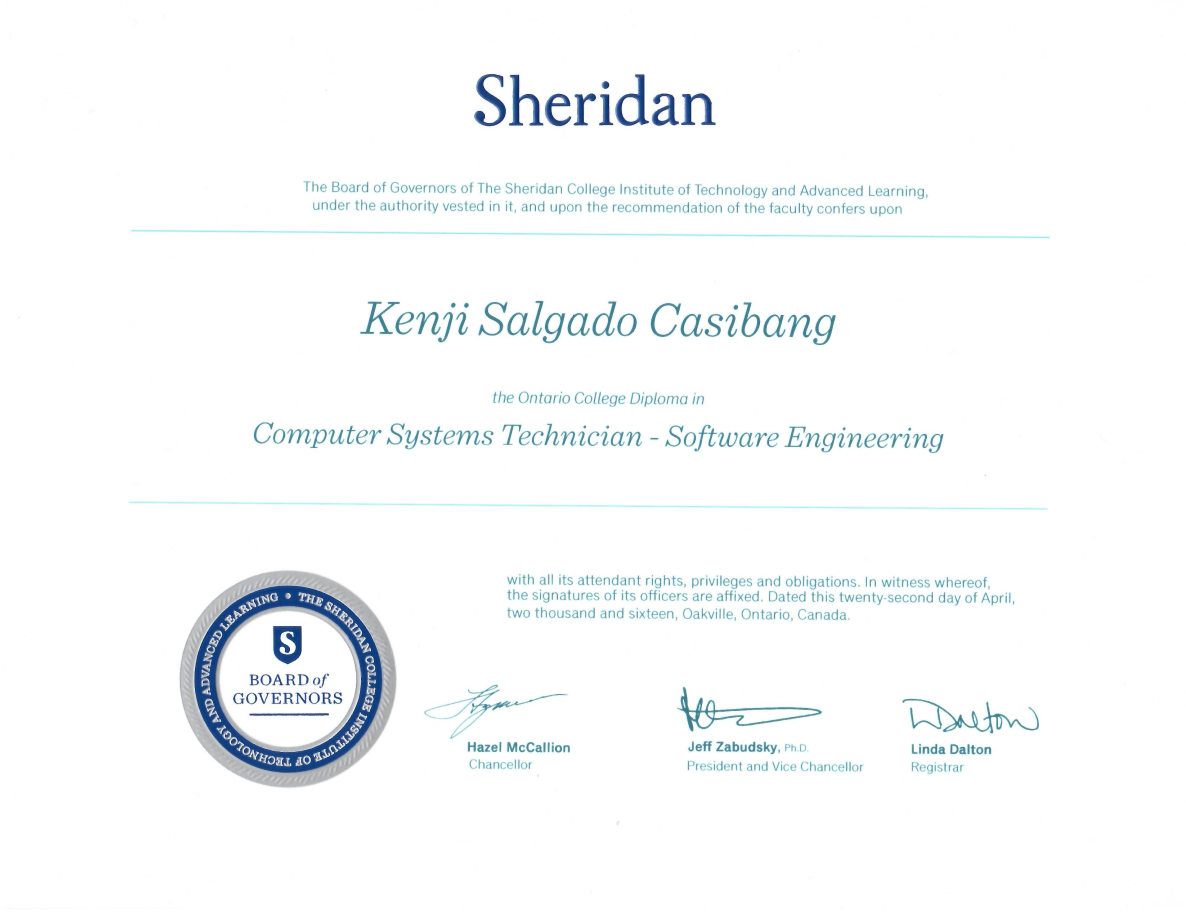 Sheridan
The Board of Governors of The Sheridan College Institute of Technology and Advanced Learning,
under the authority vested in it, and upon the recommendation of the faculty confers upon
Kenji Salgado Casibang
the Ontario College Diploma in
Computer Systems Technician - Software Engineering
with all its attendant rights, privileges and obligations. In witness whereof,
the signatures of its officers are affixed. Dated this twenty-second day of April,
two thousand and sixteen, Oakville, Ontario, Canada.
THE SHERIDAN COLLEGE INSTITUTE OF TECHNOLOGY AND ADVANCED LEARNING
S
BOARD of
GOVERNORS
Hazel McCallion
Chancellor
Jeff Zabudsky, Ph.D.
President and Vice Chancellor
LDalton
Linda Dalton
Registrar